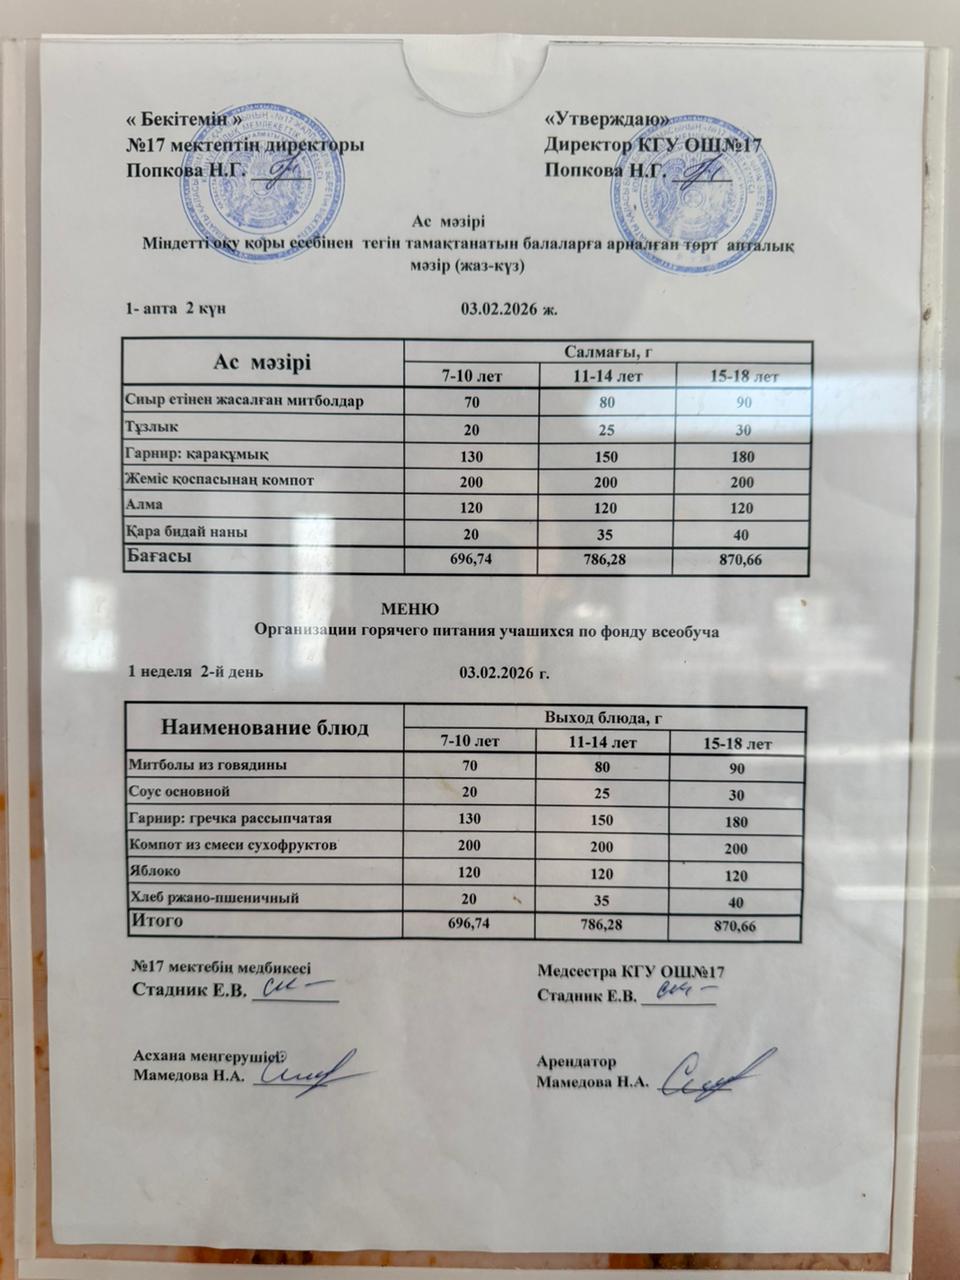 « Бекітемін »
№17 мектептің директоры
Попкова Н.Г.
«Утверждаю»
Директор КГУ ОШ№17
Попкова Н.Г.
Ас мәзірі
Міндетті оқу қоры есебінен тегін тамақтанатын балаларға арналған төрт апталық
мәзір (жаз-күз)
1- апта 2 күн 03.02.2026 ж.
Ас мәзірі Салмағы, г
7-10 лет 11-14 лет 15-18 лет
Сиыр етінен жасалған митболдар 70 80 90
Тұзлык 20 25 30
Гарнир: қарақұмық 130 150 180
Жеміс қоспасынаң компот 200 200 200
Алма 120 120 120
Қара бидай наны 20 35 40
Бағасы 696,74 786,28 870,66
МЕНЮ
Организации горячего питания учашихся по фонду всеобуча
1 неделя 2-й день 03.02.2026 г.
Наименование блюд Выход блюда, г
7-10 лет 11-14 лет 15-18 лет
Митболы из говядины 70 80 90
Соус основной 20 25 30
Гарнир: гречка рассыпчатая 130 150 180
Компот из смеси сухофруктов 200 200 200
Яблоко 120 120 120
Хлеб ржано-пшеничный 20 35 40
Итого 696,74 786,28 870,66
№17 мектебің медбикесі
Стадник Е.В.
Медсестра КГУ ОШ№17
Стадник Е.В.
Асхана меңгерушісі:
Мамедова Н.А.
Арендатор
Мамедова Н.А.